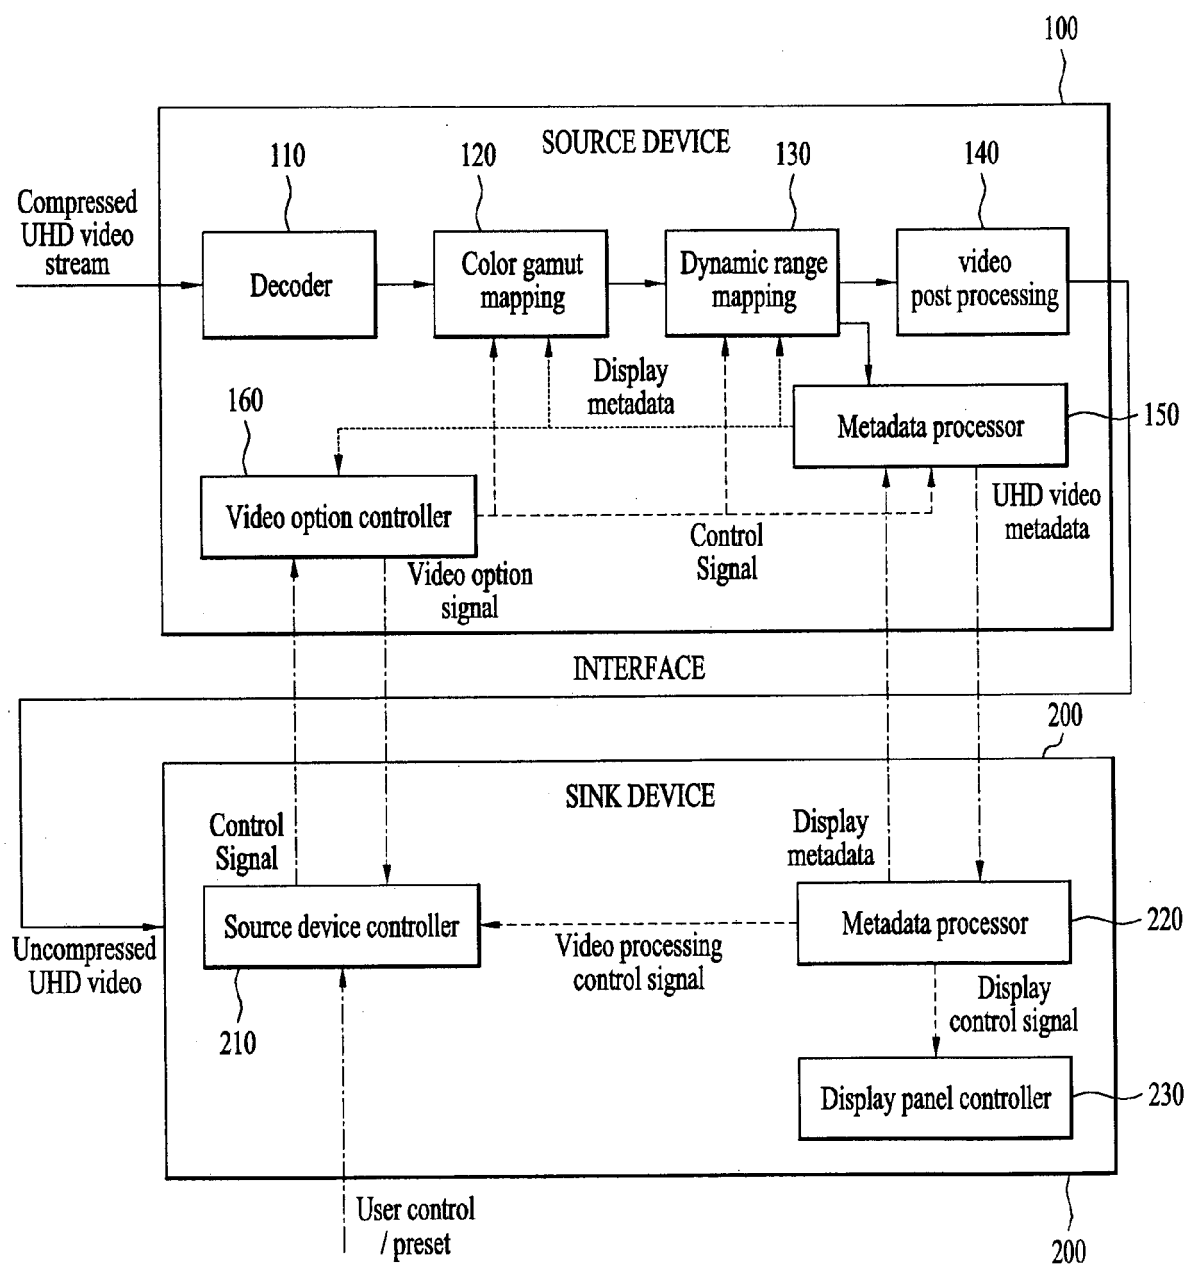 100
SOURCE DEVICE
110
120
130
140
Compressed
UHD video
stream
Decoder
Color gamut
mapping
Dynamic range
mapping
video
post processing
Display
metadata
160
150
Metadata processor
Video option controller
UHD video
metadata
Control
Signal
Video option
signal
INTERFACE
200
SINK DEVICE
Control
Signal
Display
metadata
Source device controller
Metadata processor
220
Uncompressed
UHD video
Video processing
control signal
210
Display
control signal
Display panel controller
230
User control
/ preset
200